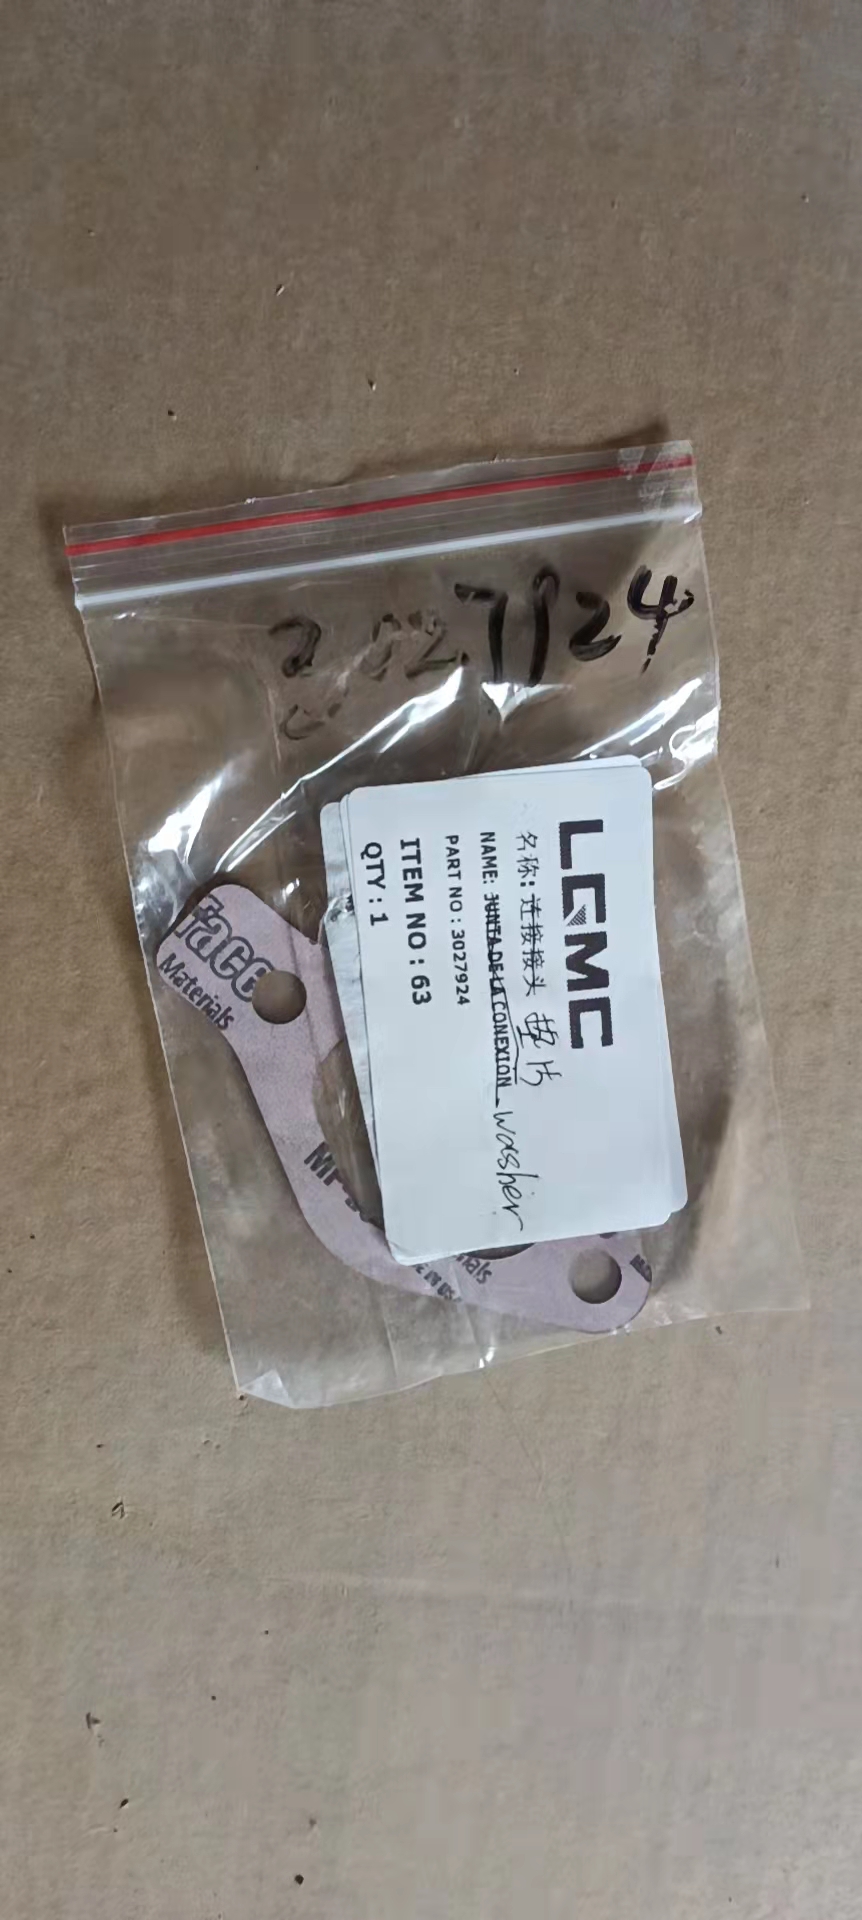 3027924
LGMC
名称: 连接接头 垫片
NAME: JUNTA DE LA CONEXION - washer
PART NO : 3027924
ITEM NO : 63
QTY : 1
face
Materials